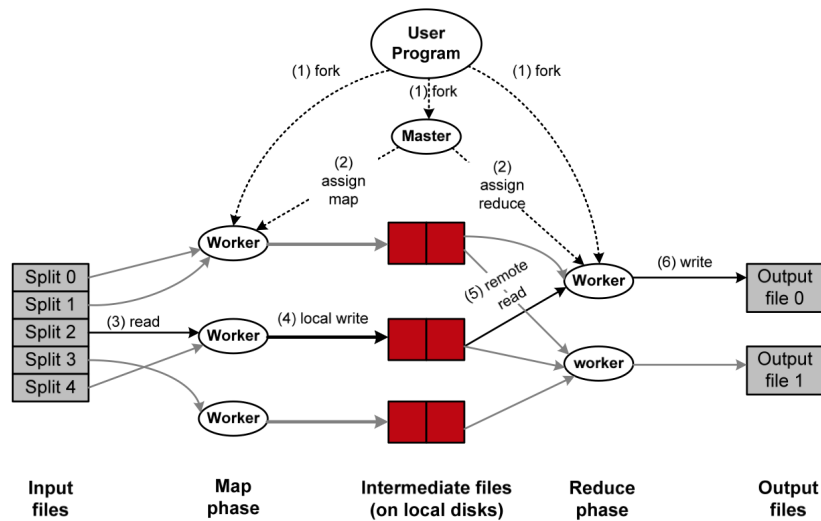 User
Program
(1) fork
(1) fork
(1) fork
Master
(2)
assign
map
(2)
assign
reduce
Worker
Split 0
Split 1
Split 2
Split 3
Split 4
(3) read
Worker
(4) local write
Worker
(5) remote
read
Worker
(6) write
Output
file 0
worker
Output
file 1
Input
files
Map
phase
Intermediate files
(on local disks)
Reduce
phase
Output
files